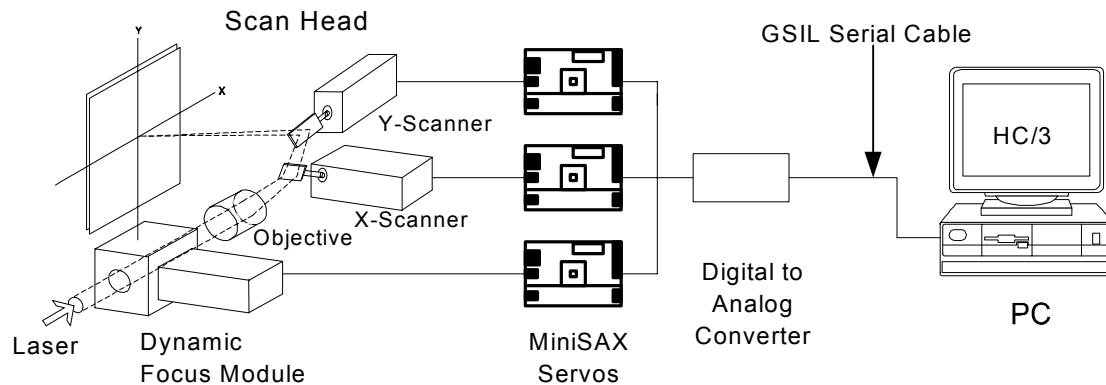 Scan Head
GSIL Serial Cable
Y
X
Y-Scanner
HC/3
X-Scanner
Objective
Laser
Dynamic
Focus Module
MiniSAX
Servos
Digital to
Analog
Converter
PC